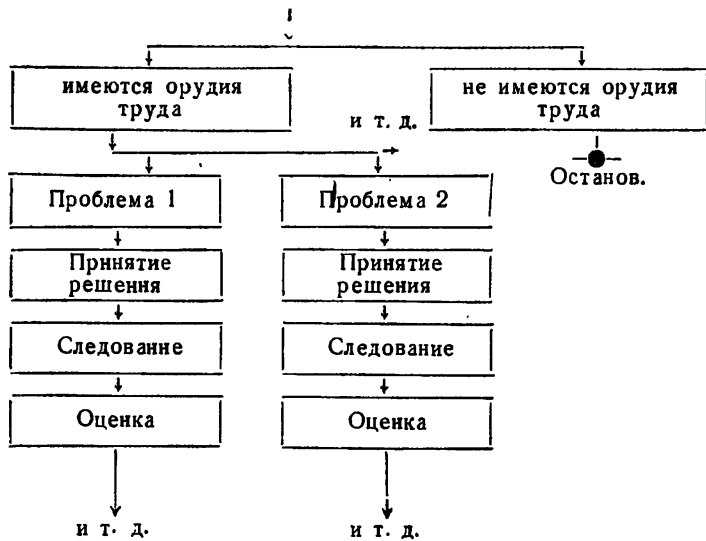 имеются орудия
труда
не имеются орудия
труда
и т. д.
Останов.
Проблема 1
Проблема 2
Принятие
решения
Принятие
решения
Следование
Следование
Оценка
Оценка
и т. д.
и т. д.